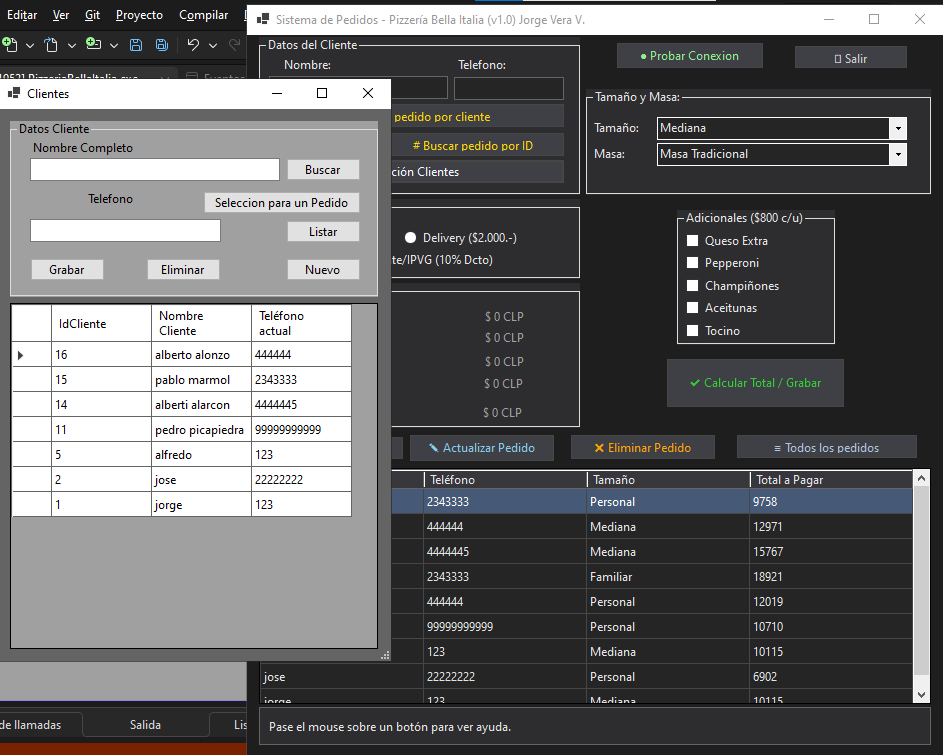 Editar Ver Git Proyecto Compilar
Sistema de Pedidos - Pizzería Bella Italia (v1.0) Jorge Vera V.
Datos del Cliente
Nombre: Telefono:
pedido por cliente
# Buscar pedido por ID
ción Clientes
● Probar Conexion
Salir
Tamaño y Masa:
Tamaño: Mediana
Masa: Masa Tradicional
Delivery ($2.000.-)
te/IPVG (10% Dcto)
Adicionales ($800 c/u)
Queso Extra
Pepperoni
Champiñones
Aceitunas
Tocino
$ 0 CLP
$ 0 CLP
$ 0 CLP
$ 0 CLP
$ 0 CLP
✔ Calcular Total / Grabar
Actualizar Pedido
Eliminar Pedido
≡ Todos los pedidos
Clientes
Datos Cliente
Nombre Completo
Buscar
Telefono
Seleccion para un Pedido
Listar
Grabar Eliminar Nuevo
IdCliente Nombre Cliente Teléfono actual
16 alberto alonzo 444444
15 pablo marmol 2343333
14 alberti alarcon 4444445
11 pedro picapiedra 99999999999
5 alfredo 123
2 jose 22222222
1 jorge 123
Teléfono Tamaño Total a Pagar
2343333 Personal 9758
444444 Mediana 12971
4444445 Mediana 15767
2343333 Familiar 18921
444444 Personal 12019
99999999999 Personal 10710
123 Mediana 10115
jose 22222222 Personal 6902
jorge 123 Mediana 10115
Pase el mouse sobre un botón para ver ayuda.
de llamadas Salida Lis